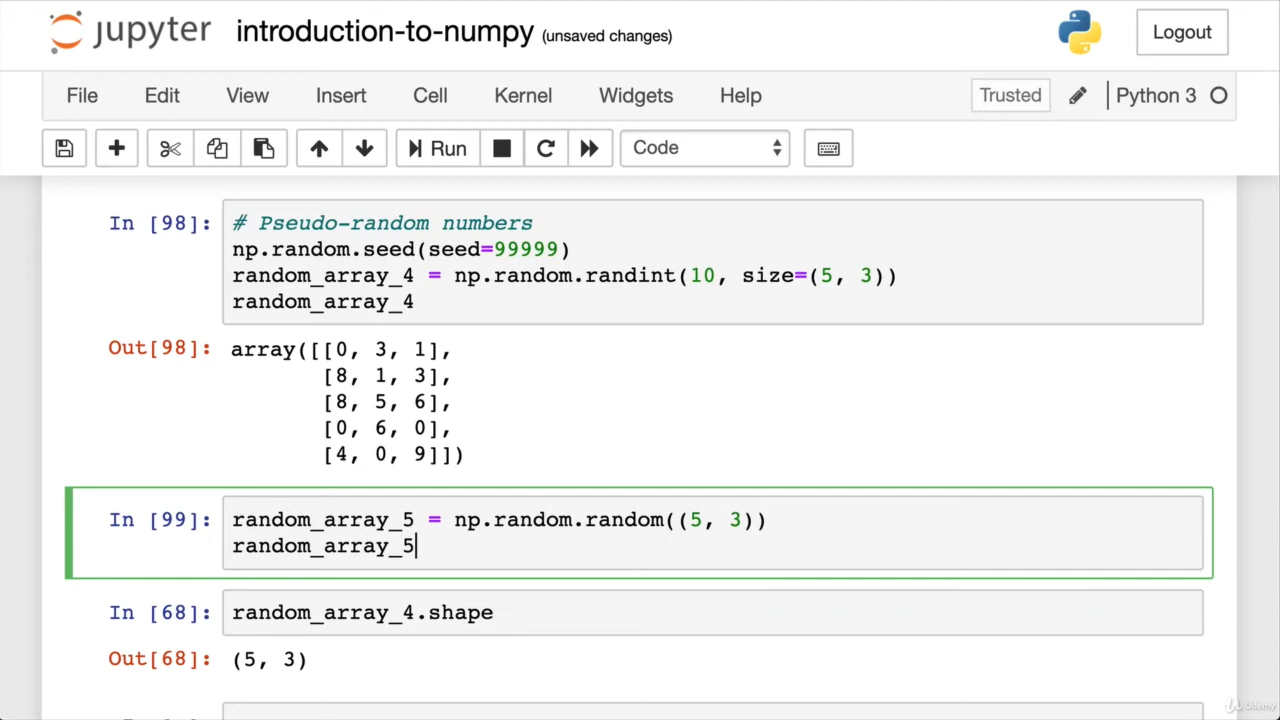 jupyter introduction-to-numpy (unsaved changes) Logout
File Edit View Insert Cell Kernel Widgets Help Trusted Python 3
Run Code
In [98]: # Pseudo-random numbers
np.random.seed(seed=99999)
random_array_4 = np.random.randint(10, size=(5, 3))
random_array_4
Out[98]: array([[0, 3, 1],
[8, 1, 3],
[8, 5, 6],
[0, 6, 0],
[4, 0, 9]])
In [99]: random_array_5 = np.random.random((5, 3))
random_array_5
In [68]: random_array_4.shape
Out[68]: (5, 3)
Udemy